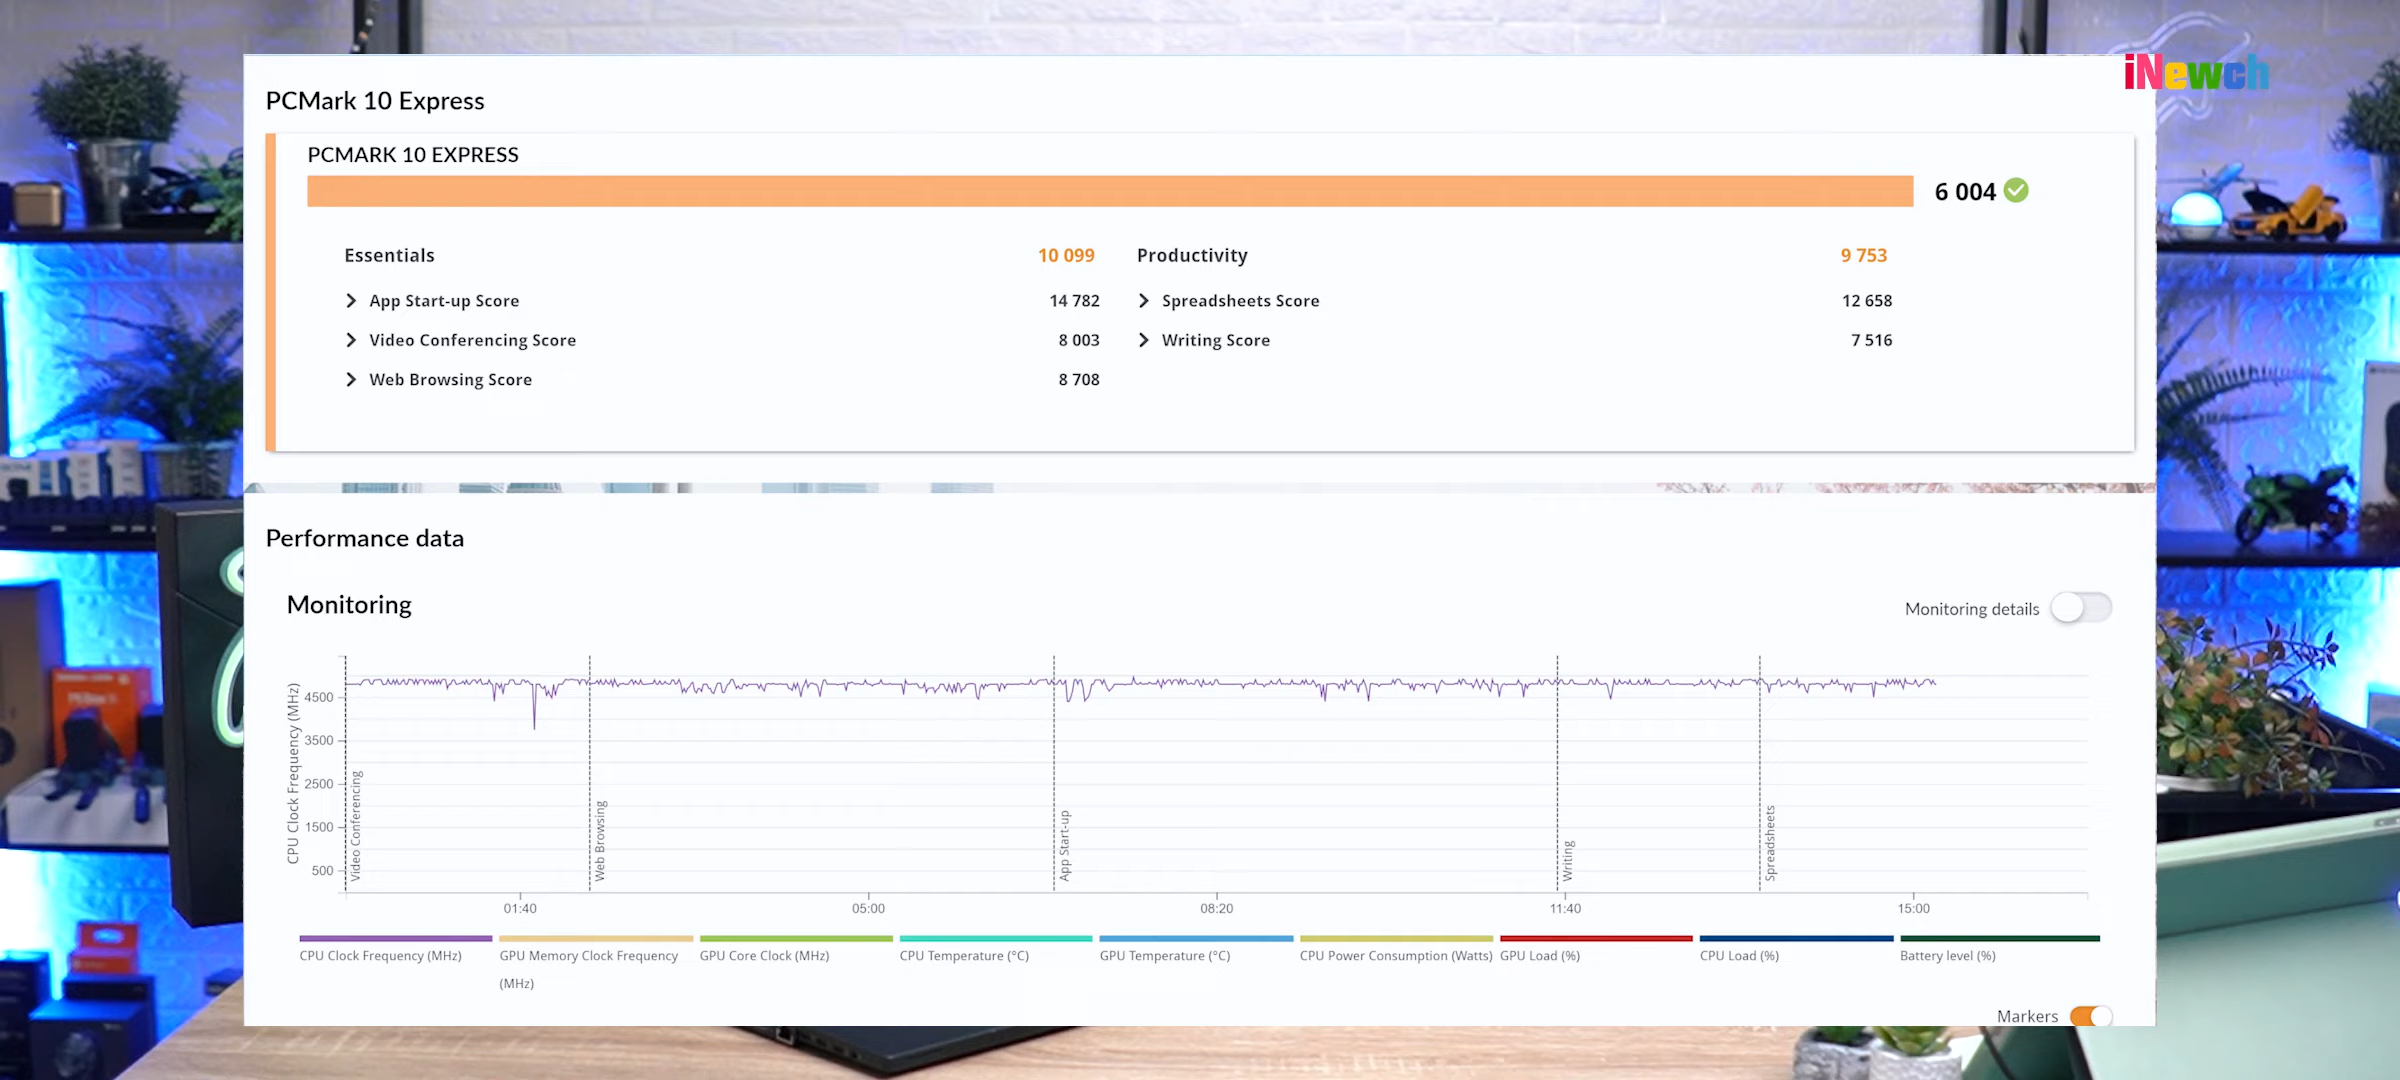 iNewch
PCMark 10 Express
PCMARK 10 EXPRESS
6 004
Essentials 10 099 Productivity 9 753
App Start-up Score 14 782 Spreadsheets Score 12 658
Video Conferencing Score 8 003 Writing Score 7 516
Web Browsing Score 8 708
Performance data
Monitoring
Monitoring details
CPU Clock Frequency (MHz)
4500
3500
2500
1500
500
Video Conferencing
Web Browsing
App Start-up
Writing
Spreadsheets
01:40 05:00 08:20 11:40 15:00
CPU Clock Frequency (MHz)
GPU Memory Clock Frequency
(MHz)
GPU Core Clock (MHz)
CPU Temperature (°C)
GPU Temperature (°C)
CPU Power Consumption (Watts)
GPU Load (%)
CPU Load (%)
Battery level (%)
Markers